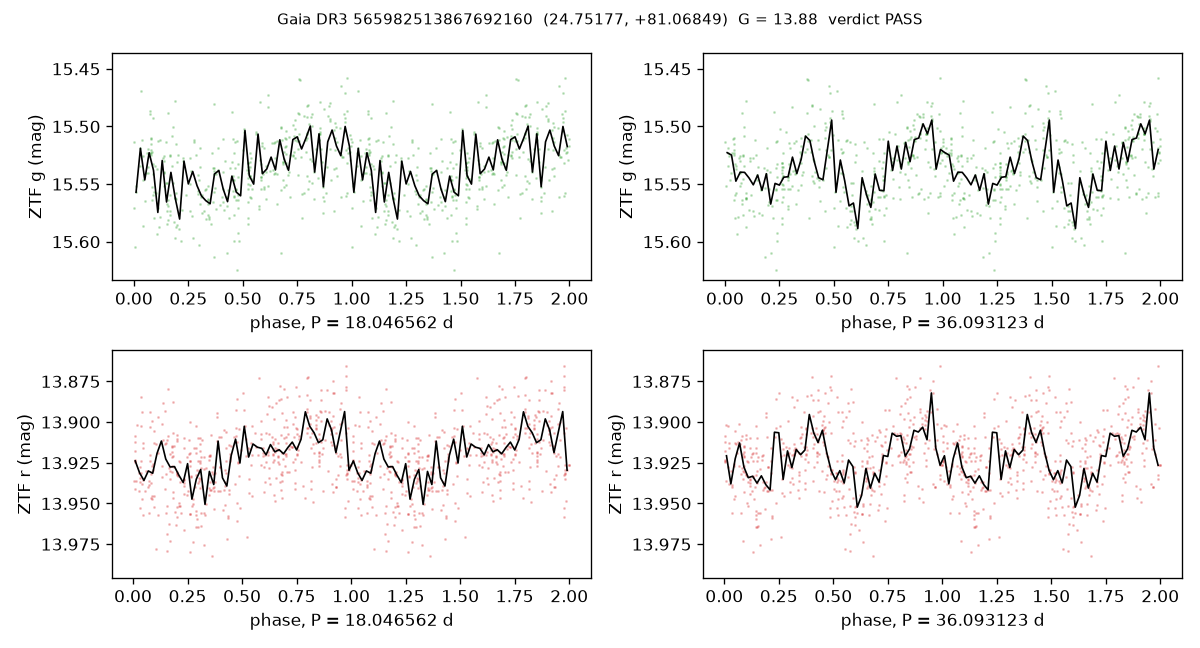 Gaia DR3 565982513867692160 (24.75177, +81.06849) G = 13.88 verdict PASS
15.45
15.50
15.55
15.60
ZTF g (mag)
0.00 0.25 0.50 0.75 1.00 1.25 1.50 1.75 2.00
phase, P = 18.046562 d
15.45
15.50
15.55
15.60
ZTF g (mag)
0.00 0.25 0.50 0.75 1.00 1.25 1.50 1.75 2.00
phase, P = 36.093123 d
13.875
13.900
13.925
13.950
13.975
ZTF r (mag)
0.00 0.25 0.50 0.75 1.00 1.25 1.50 1.75 2.00
phase, P = 18.046562 d
13.875
13.900
13.925
13.950
13.975
ZTF r (mag)
0.00 0.25 0.50 0.75 1.00 1.25 1.50 1.75 2.00
phase, P = 36.093123 d